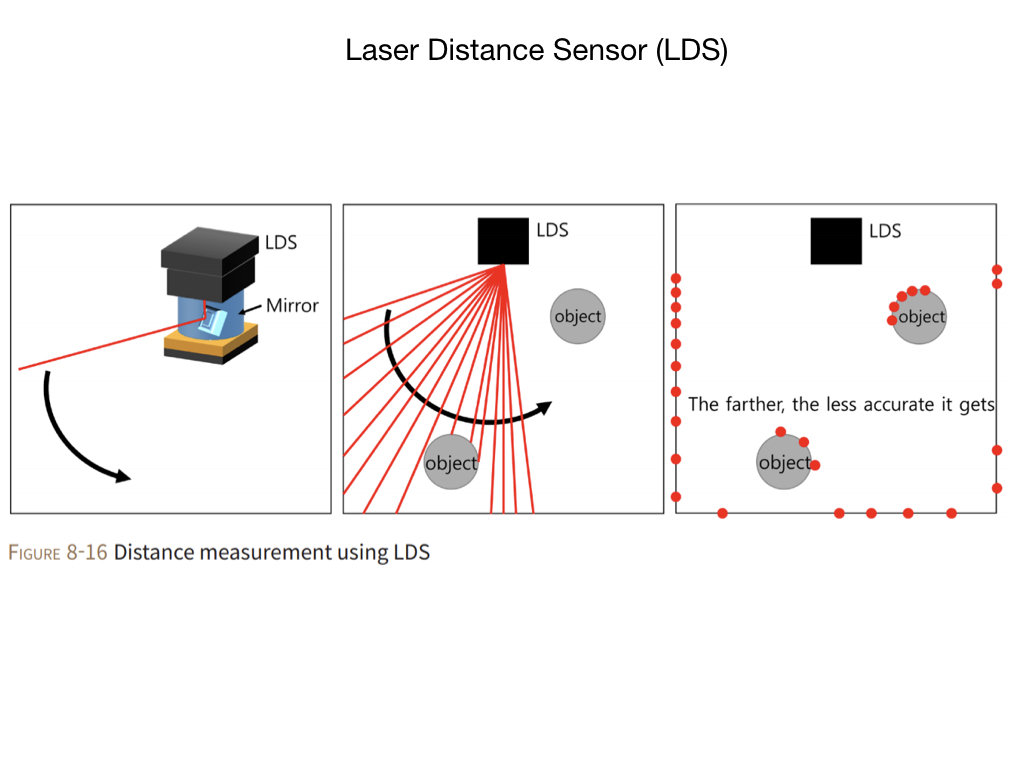 Laser Distance Sensor (LDS)
LDS
Mirror
LDS
object
object
LDS
object
The farther, the less accurate it gets
object
FIGURE 8-16 Distance measurement using LDS